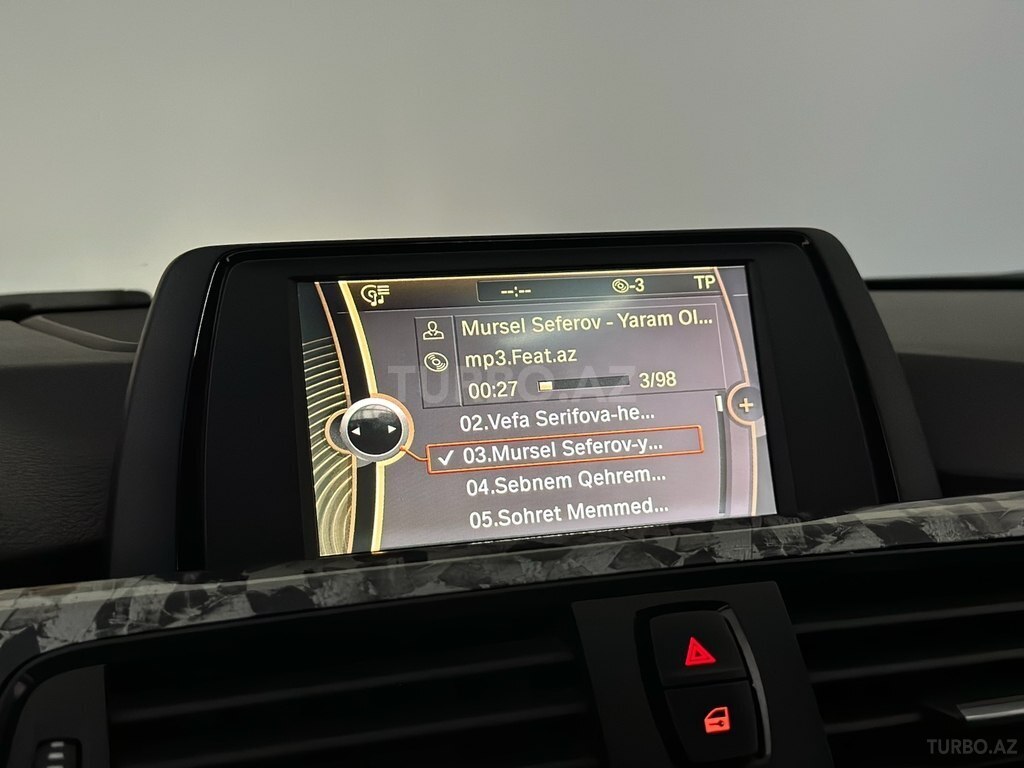 --:--
-3
TP
Mursel Seferov - Yaram Ol...
mp3.Feat.az
00:27
3/98
02.Vefa Serifova-he...
03.Mursel Seferov-y...
04.Sebnem Qehrem...
05.Sohret Memmed...
TURBO.AZ
TURBO.AZ